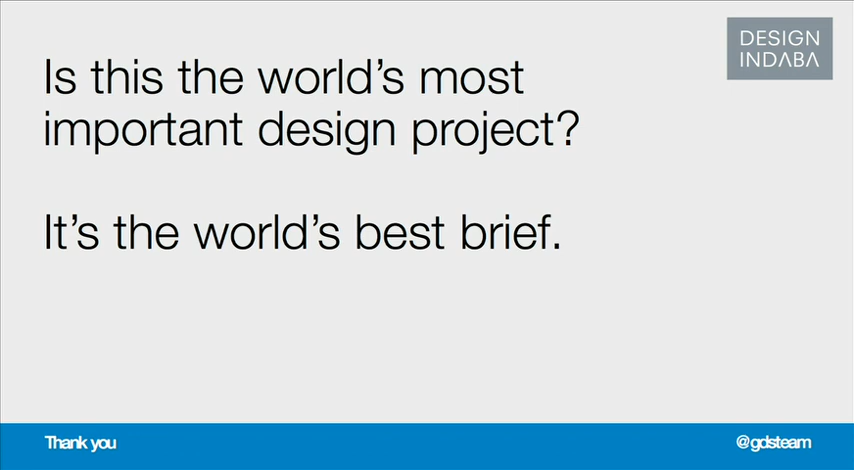 DESIGN
INDABA
Is this the world's most
important design project?
It's the world's best brief.
Thank you
@gdsteam